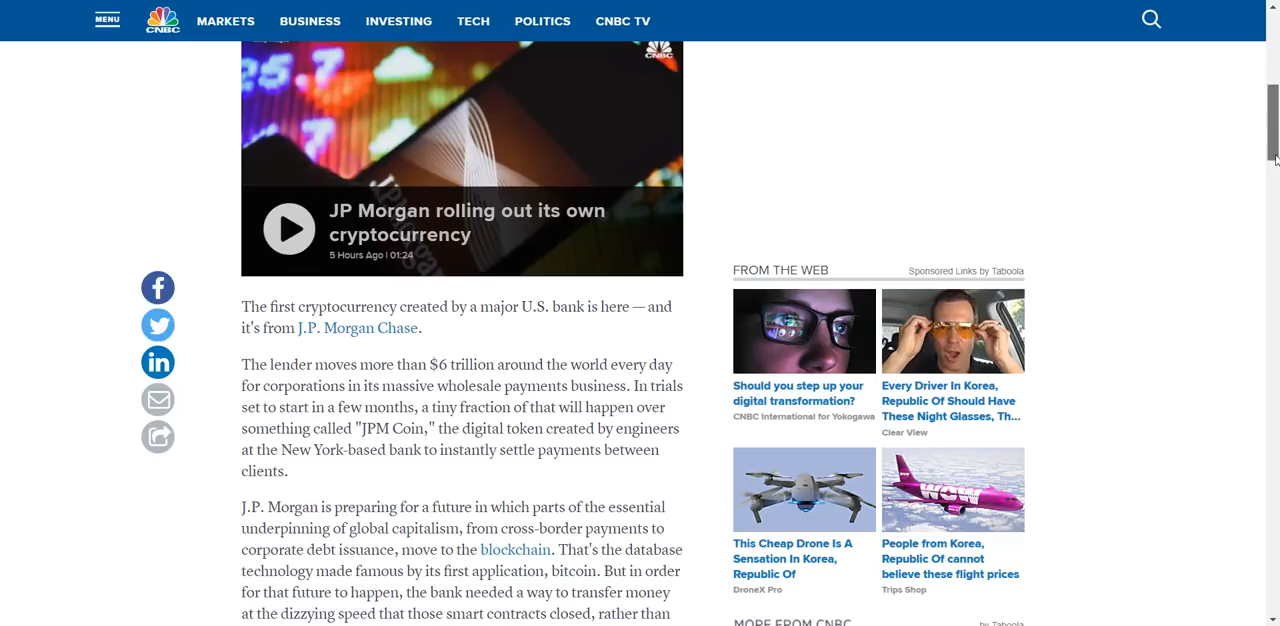 MENU
CNBC
MARKETS
BUSINESS
INVESTING
TECH
POLITICS
CNBC TV
CNBC
25.7
JP Morgan rolling out its own
cryptocurrency
5 Hours Ago | 01:24
The first cryptocurrency created by a major U.S. bank is here — and
it's from J.P. Morgan Chase.
The lender moves more than $6 trillion around the world every day
for corporations in its massive wholesale payments business. In trials
set to start in a few months, a tiny fraction of that will happen over
something called "JPM Coin," the digital token created by engineers
at the New York-based bank to instantly settle payments between
clients.
J.P. Morgan is preparing for a future in which parts of the essential
underpinning of global capitalism, from cross-border payments to
corporate debt issuance, move to the blockchain. That's the database
technology made famous by its first application, bitcoin. But in order
for that future to happen, the bank needed a way to transfer money
at the dizzying speed that those smart contracts closed, rather than
FROM THE WEB
Sponsored Links by Taboola
Should you step up your
digital transformation?
CNBC International for Yokogawa
Every Driver In Korea,
Republic Of Should Have
These Night Glasses, Th...
Clear View
This Cheap Drone Is A
Sensation In Korea,
Republic Of
DroneX Pro
WOW
People from Korea,
Republic Of cannot
believe these flight prices
Trips Shop
MORE FROM CNBC
by Taboola